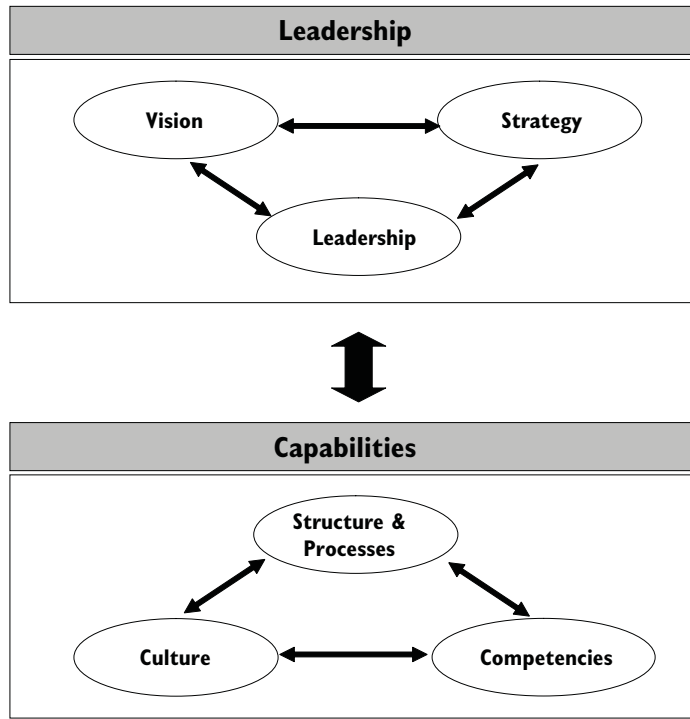 Leadership
Vision
Strategy
Leadership
Capabilities
Structure &
Processes
Culture
Competencies